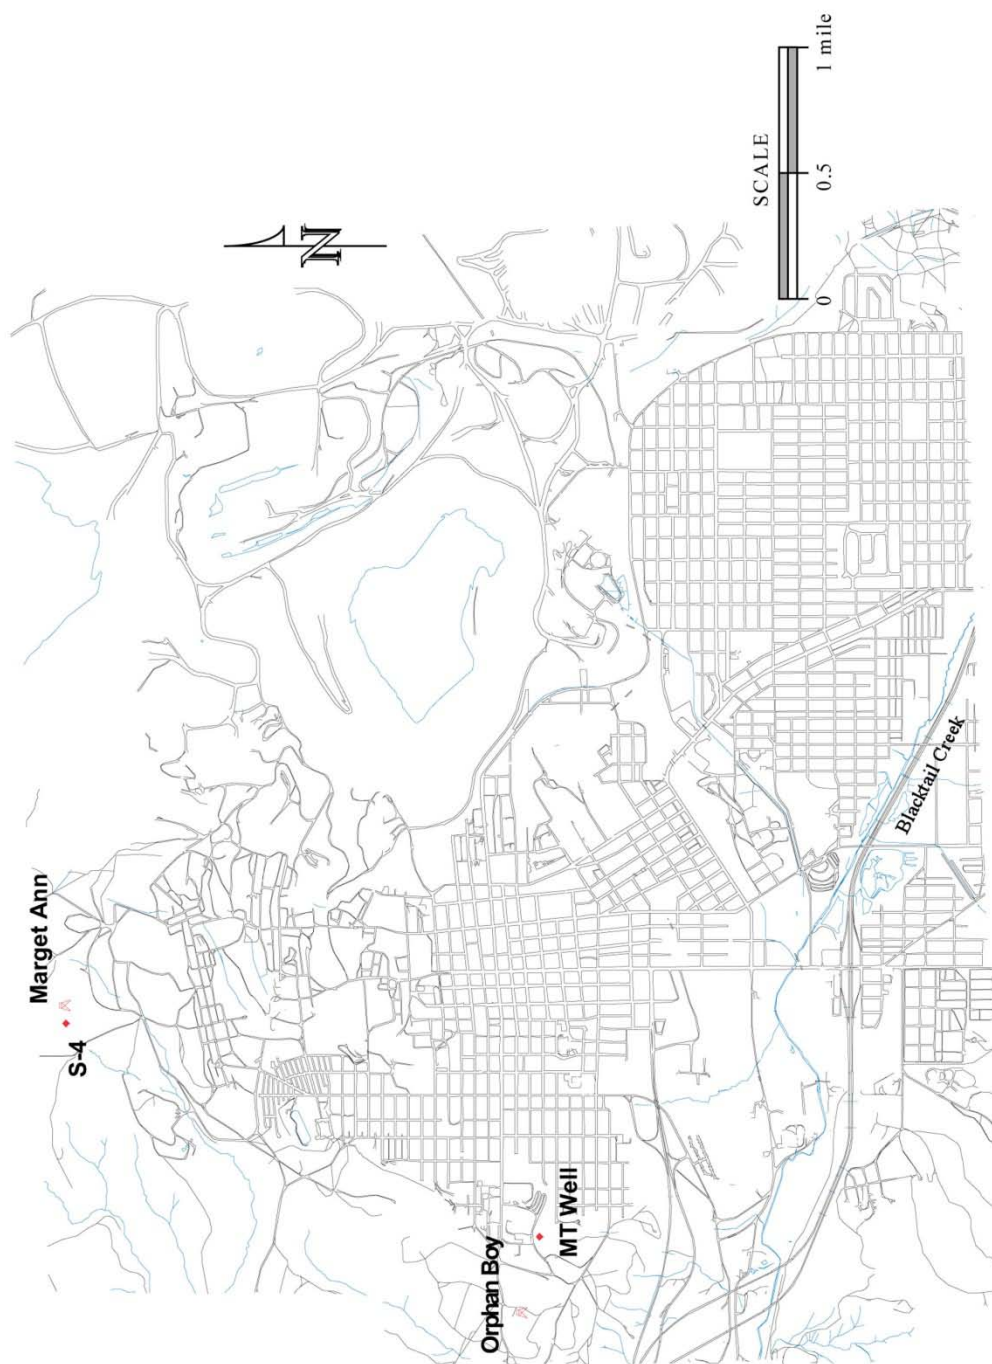 Marget Ann
S-4
Orphan Boy
MT Well
Blacktail Creek
N
SCALE
0
0.5
1 mile